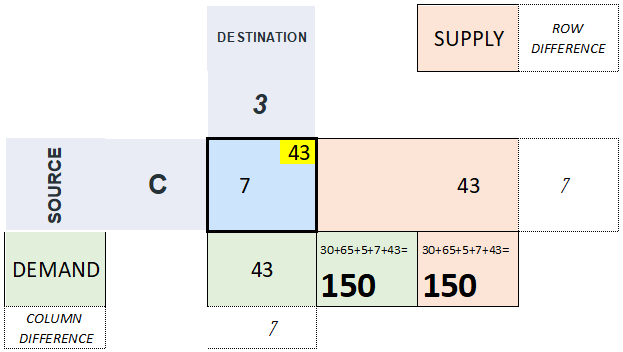 DESTINATION
SUPPLY
ROW
DIFFERENCE
3
SOURCE
C
43
7
43
7
DEMAND
43
30+65+5+7+43=
150
30+65+5+7+43=
150
COLUMN
DIFFERENCE
7